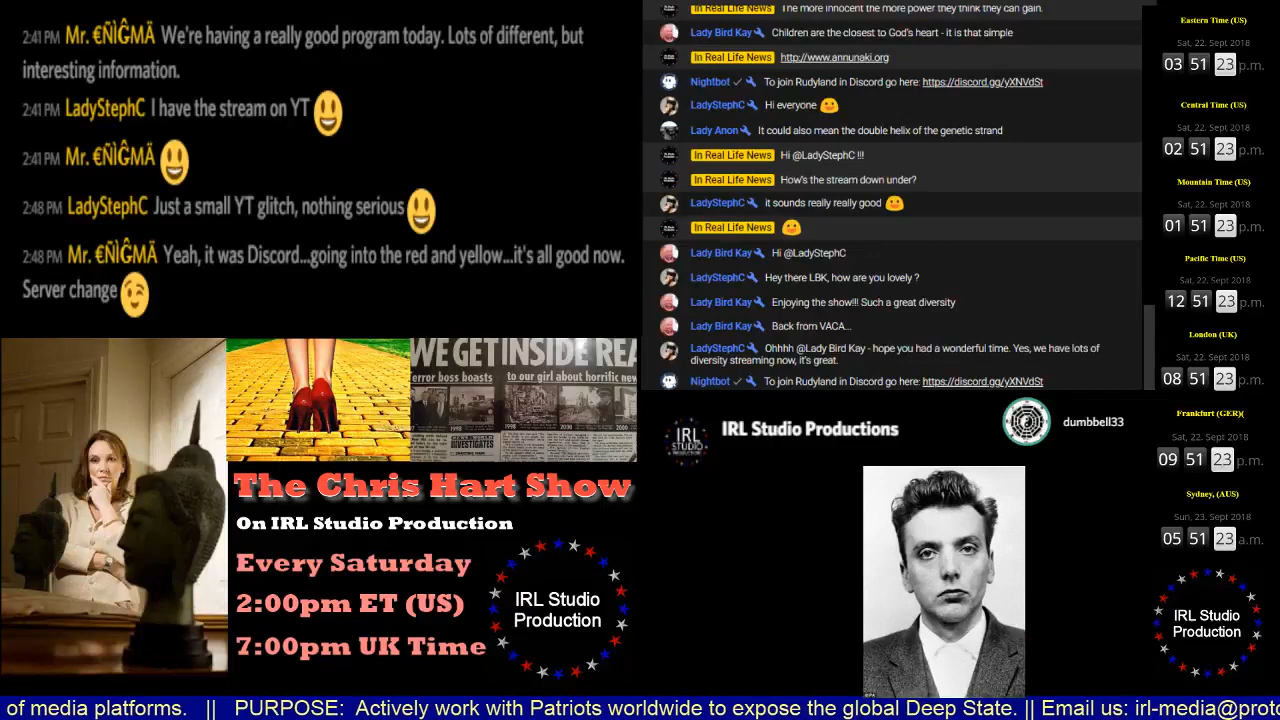 2:41 PM Mr. €ÑÌĜMÄ We're having a really good program today. Lots of different, but
interesting information.
2:41 PM LadyStephC I have the stream on YT
2:41 PM Mr. €ÑÌĜMÄ
2:48 PM LadyStephC Just a small YT glitch, nothing serious
2:48 PM Mr. €ÑÌĜMÄ Yeah, it was Discord...going into the red and yellow...it's all good now.
Server change
In Real Life News The more innocent the more power they think they can gain.
Lady Bird Kay Children are the closest to God's heart - it is that simple
In Real Life News http://www.annunaki.org
Nightbot To join Rudyland in Discord go here: https://discord.gg/yXNVdSt
LadyStephC Hi everyone
Lady Anon It could also mean the double helix of the genetic strand
In Real Life News Hi @LadyStephC !!!
In Real Life News How's the stream down under?
LadyStephC it sounds really really good
In Real Life News
Lady Bird Kay Hi @LadyStephC
LadyStephC Hey there LBK, how are you lovely ?
Lady Bird Kay Enjoying the show!!! Such a great diversity
Lady Bird Kay Back from VACA...
LadyStephC Ohhhh @Lady Bird Kay - hope you had a wonderful time. Yes, we have lots of
diversity streaming now, it's great.
Nightbot To join Rudyland in Discord go here: https://discord.gg/yXNVdSt
Eastern Time (US)
Sat, 22. Sept 2018
03 51 23 p.m.
Central Time (US)
Sat, 22. Sept 2018
02 51 23 p.m.
Mountain Time (US)
Sat, 22. Sept 2018
01 51 23 p.m.
Pacific Time (US)
Sat, 22. Sept 2018
12 51 23 p.m.
London (UK)
Sat, 22. Sept 2018
08 51 23 p.m.
Frankfurt (GER)(
Sat, 22. Sept 2018
09 51 23 p.m.
Sydney, (AUS)
Sun, 23. Sept 2018
05 51 23 a.m.
WE GET INSIDE REA
error boss boasts to our girl about horrific new
1998 1998 2000 2000
The Chris Hart Show
On IRL Studio Production
Every Saturday
2:00pm ET (US)
7:00pm UK Time
IRL Studio
Production
IRL
STUDIO
IRL Studio Productions
dumbbell33
IRL Studio
Production
of media platforms. || PURPOSE: Actively work with Patriots worldwide to expose the global Deep State. || Email us: irl-media@proto